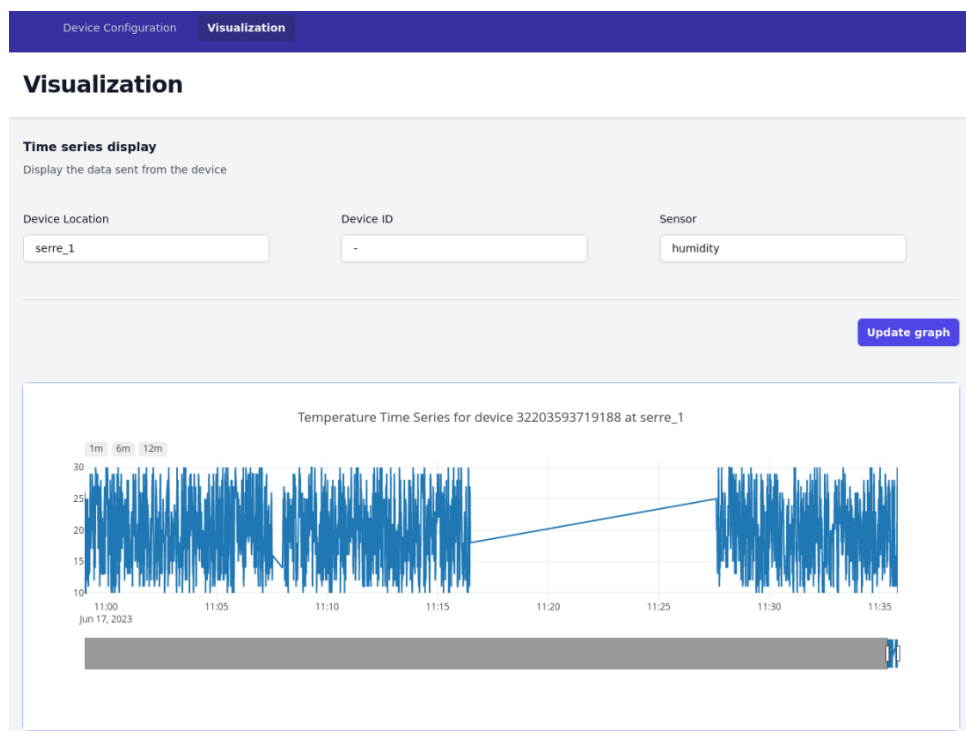 Device Configuration Visualization
Visualization
Time series display
Display the data sent from the device
Device Location Device ID Sensor
serre_1 - humidity
Update graph
Temperature Time Series for device 32203593719188 at serre_1
1m 6m 12m
30
25
20
15
10
11:00 11:05 11:10 11:15 11:20 11:25 11:30 11:35
Jun 17, 2023